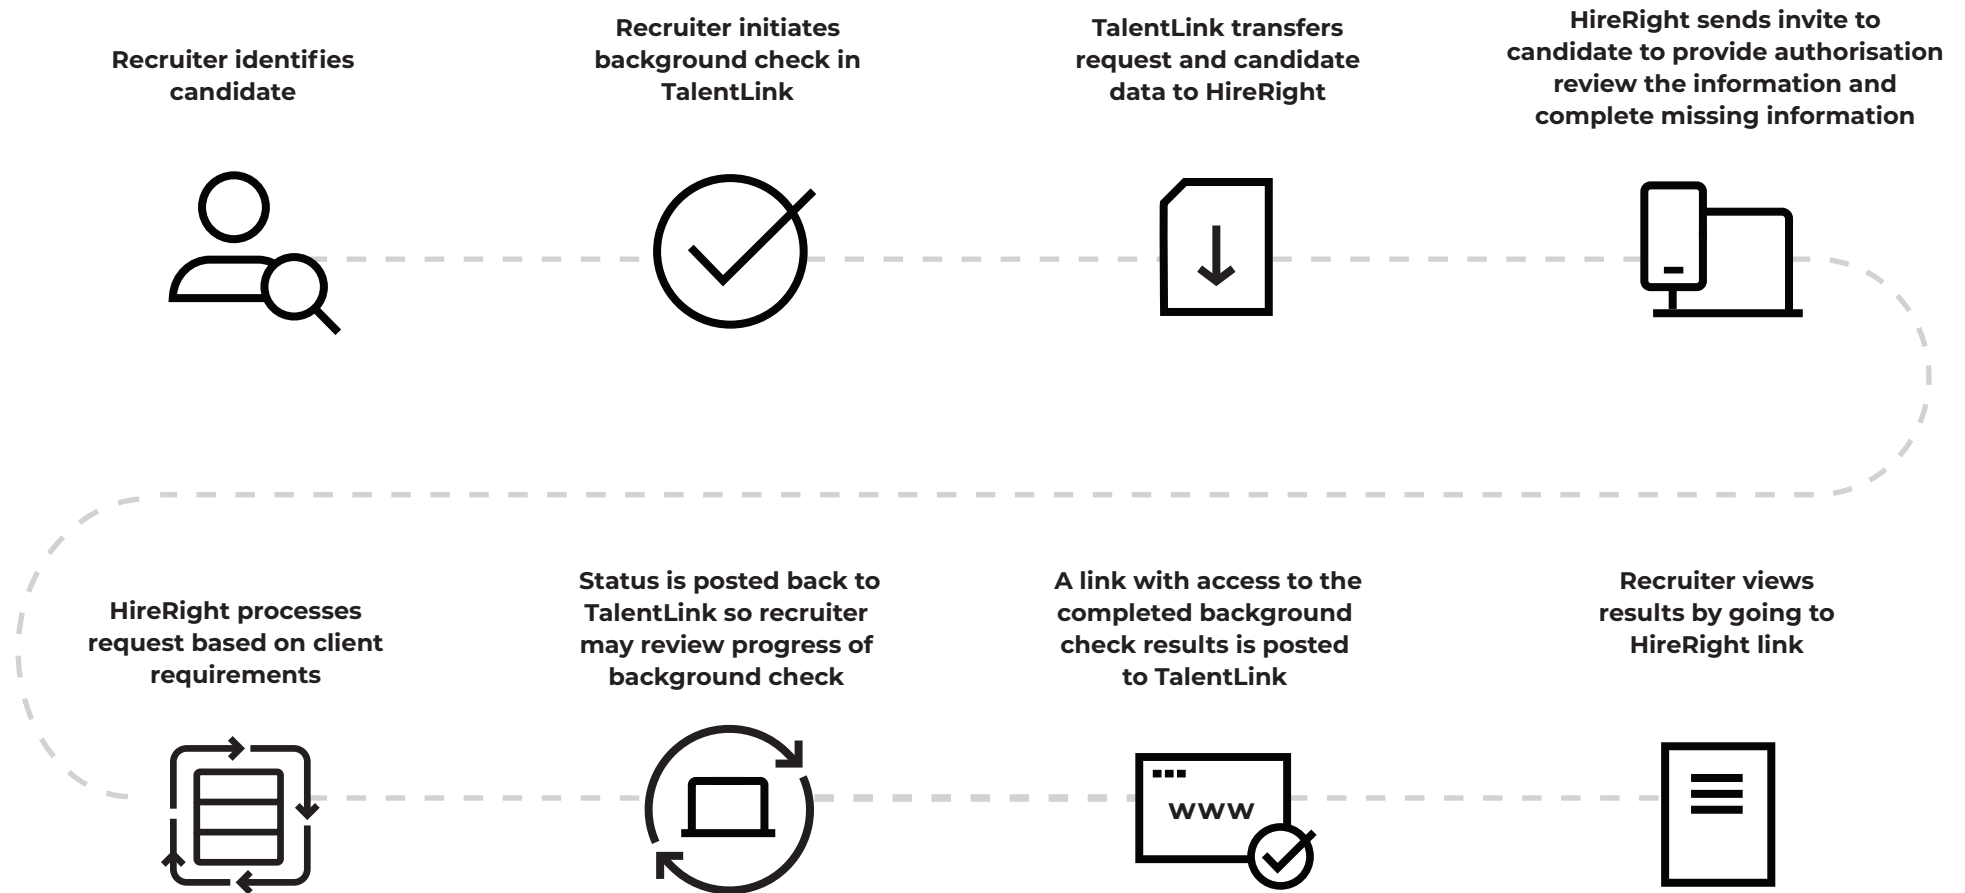 Recruiter identifies
candidate
Recruiter initiates
background check in
TalentLink
TalentLink transfers
request and candidate
data to HireRight
HireRight sends invite to
candidate to provide authorisation
review the information and
complete missing information
HireRight processes
request based on client
requirements
Status is posted back to
TalentLink so recruiter
may review progress of
background check
A link with access to the
completed background
check results is posted
to TalentLink
www
Recruiter views
results by going to
HireRight link